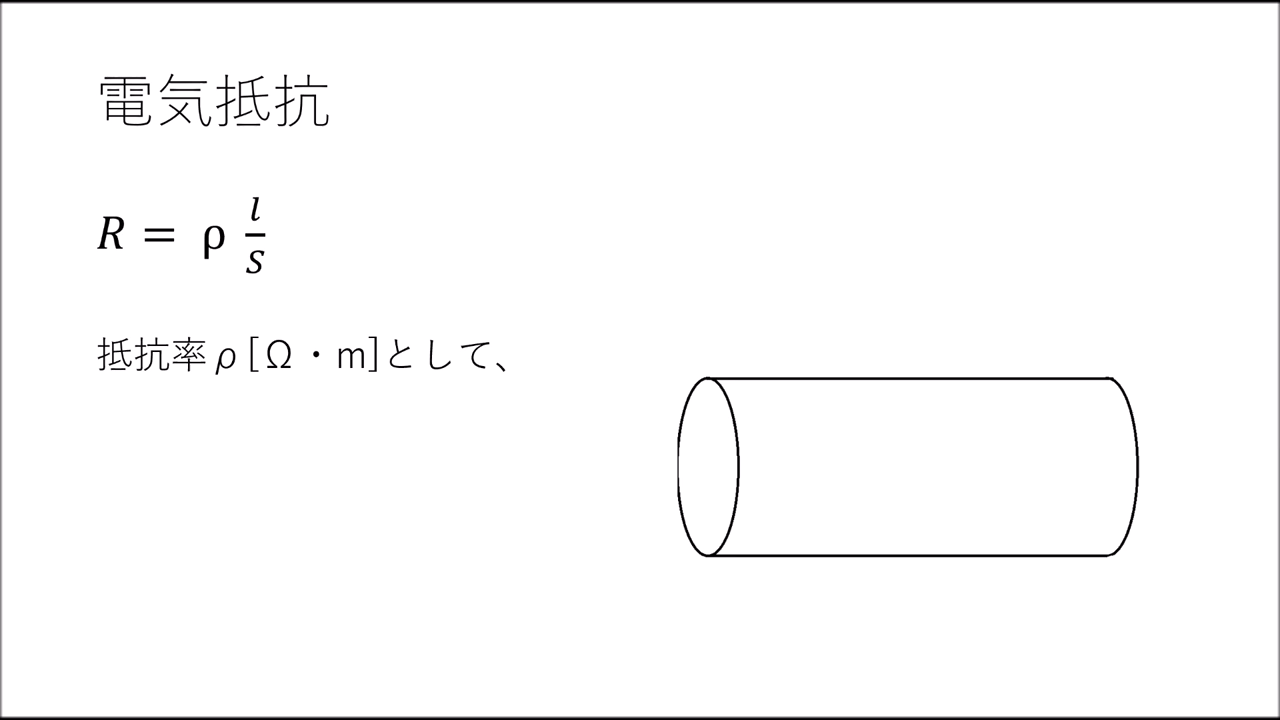 電気抵抗
R = ρ l/s
抵抗率ρ[Ω・m]として、